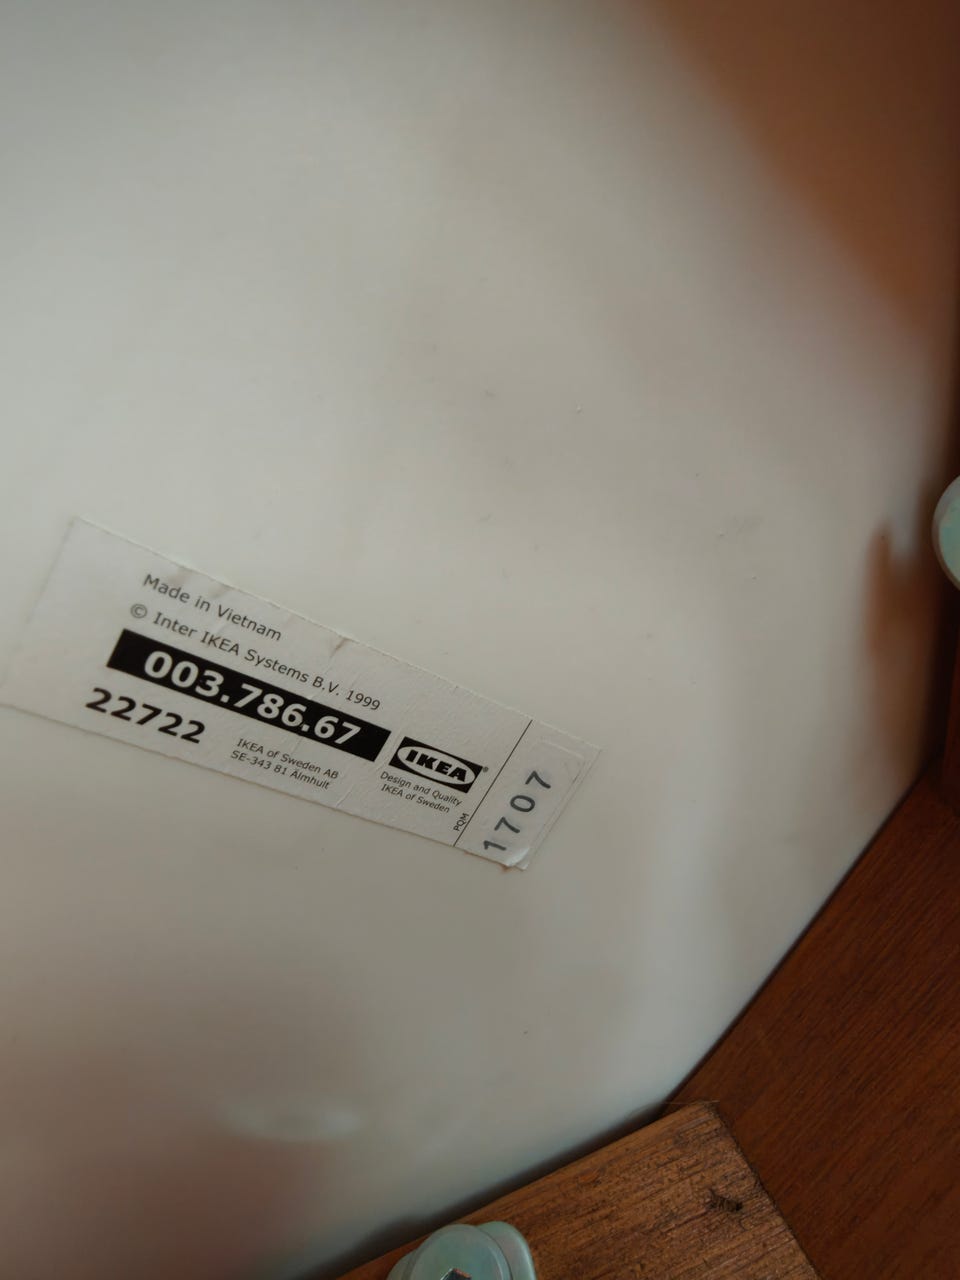 Made in Vietnam
© Inter IKEA Systems B.V. 1999
003.786.67
22722
IKEA of Sweden AB
SE-343 81 Älmhult
IKEA®
Design and Quality
IKEA of Sweden
PQM
1707